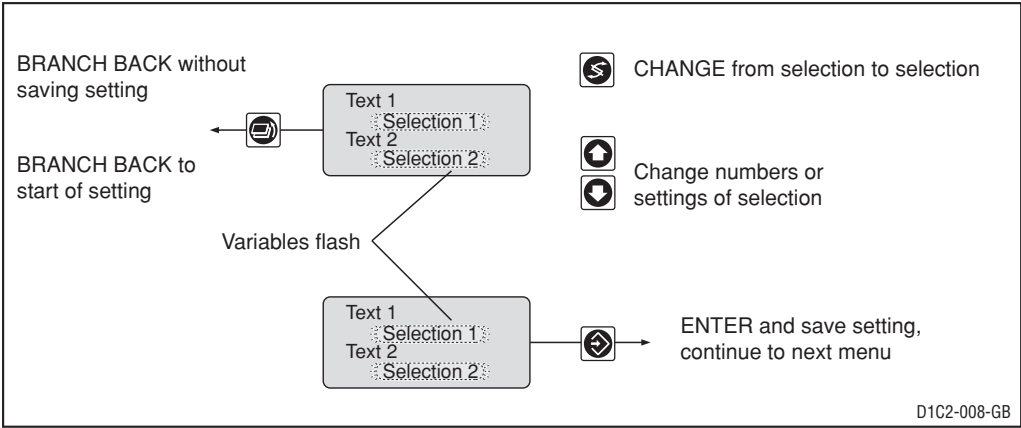 BRANCH BACK without
saving setting
BRANCH BACK to
start of setting
Text 1
Selection 1
Text 2
Selection 2
CHANGE from selection to selection
Change numbers or
settings of selection
Variables flash
Text 1
Selection 1
Text 2
Selection 2
ENTER and save setting,
continue to next menu
D1C2-008-GB